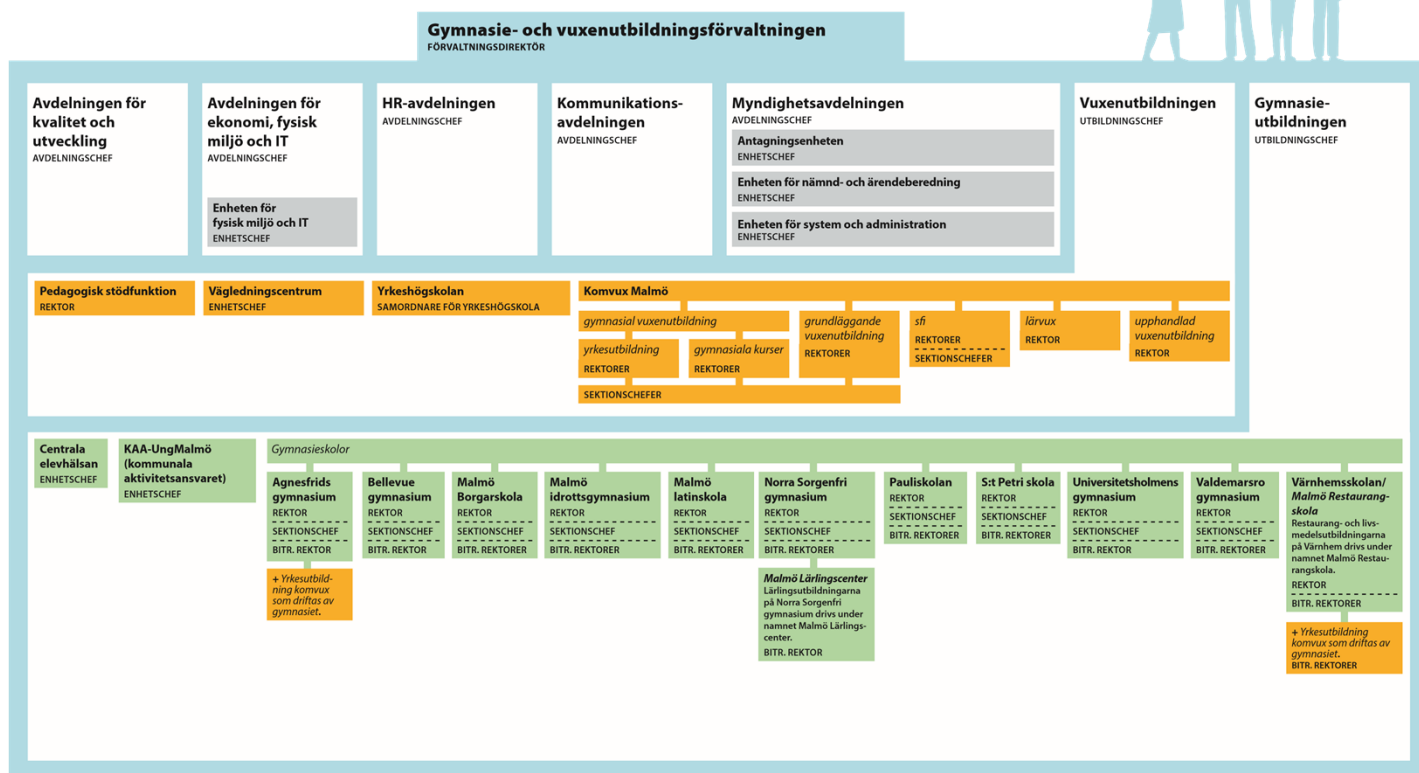 Gymnasie- och vuxenutbildningsförvaltningen
FÖRVALTNINGSDIREKTÖR
Avdelningen för
kvalitet och
utveckling
AVDELNINGSCHEF
Avdelningen för
ekonomi, fysisk
miljö och IT
AVDELNINGSCHEF
Enheten för
fysisk miljö och IT
ENHETSCHEF
HR-avdelningen
AVDELNINGSCHEF
Kommunikations-
avdelningen
AVDELNINGSCHEF
Myndighetsavdelningen
AVDELNINGSCHEF
Antagningsenheten
ENHETSCHEF
Enheten för nämnd- och ärendeberedning
ENHETSCHEF
Enheten för system och administration
ENHETSCHEF
Vuxenutbildningen
UTBILDNINGSCHEF
Gymnasie-
utbildningen
UTBILDNINGSCHEF
Pedagogisk stödfunktion
REKTOR
Vägledningscentrum
ENHETSCHEF
Yrkeshögskolan
SAMORDNARE FÖR YRKESHÖGSKOLA
Komvux Malmö
gymnasial vuxenutbildning
yrkesutbildning
REKTORER
gymnasiala kurser
REKTORER
grundläggande
vuxenutbildning
REKTORER
SEKTIONSCHEFER
sfi
REKTORER
SEKTIONSCHEFER
lärvux
REKTOR
upphandlad
vuxenutbildning
REKTOR
Centrala
elevhälsan
ENHETSCHEF
KAA-UngMalmö
(kommunala
aktivitetsansvaret)
ENHETSCHEF
Gymnasieskolor
Agnesfrids
gymnasium
REKTOR
SEKTIONSCHEF
BITR. REKTOR
+ Yrkesutbild-
ning komvux
som driftas av
gymnasiet.
Bellevue
gymnasium
REKTOR
SEKTIONSCHEF
BITR. REKTOR
Malmö
Borgarskola
REKTOR
SEKTIONSCHEF
BITR. REKTORER
Malmö
idrottsgymnasium
REKTOR
SEKTIONSCHEF
BITR. REKTORER
Malmö
latinskola
REKTOR
SEKTIONSCHEF
BITR. REKTORER
Norra Sorgenfri
gymnasium
REKTOR
SEKTIONSCHEF
BITR. REKTORER
Malmö Lärlingscenter
Lärlingsutbildningarna
på Norra Sorgenfri
gymnasium drivs under
namnet Malmö Lärlings-
center.
BITR. REKTOR
Pauliskolan
REKTOR
SEKTIONSCHEF
BITR. REKTORER
S:t Petri skola
REKTOR
SEKTIONSCHEF
BITR. REKTORER
Universitetsholmens
gymnasium
REKTOR
SEKTIONSCHEF
BITR. REKTORER
Valdemarsro
gymnasium
REKTOR
SEKTIONSCHEF
BITR. REKTORER
Värnhemsskolan/
Malmö Restaurang-
skola
Restaurang- och livs-
medelsutbildningarna
på Värnhem drivs under
namnet Malmö Restau-
rangskola.
REKTOR
BITR. REKTORER
+ Yrkesutbildning
komvux som driftas av
gymnasiet.
BITR. REKTORER